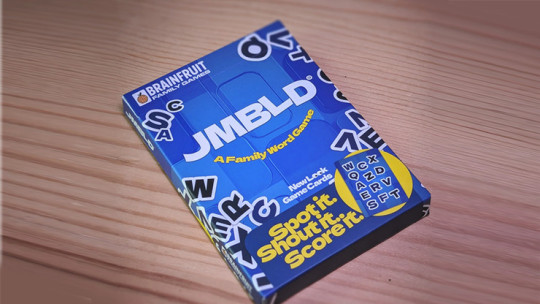 BRAINFRUIT
FAMILY GAMES
JMBLD®
A Family Word Game
New Look
Game Cards
Spot it.
Shout it.
Score it.
W C X
Q Z D
A E R V
S F T